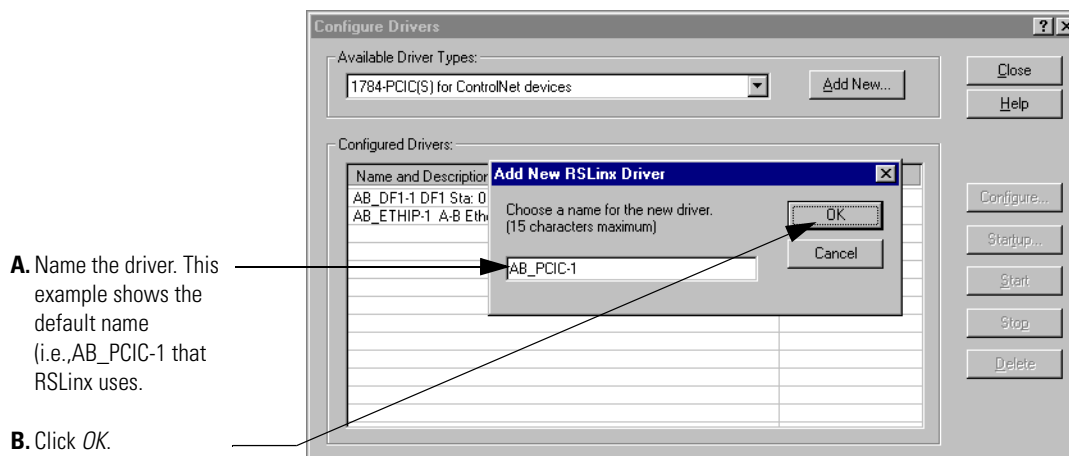 Configure Drivers
Available Driver Types:
1784-PCIC(S) for ControlNet devices
Add New...
Close
Help
Configured Drivers:
Name and Description
AB_DF1-1 DF1 Sta: 0
AB_ETHIP-1 A-B Eth
Add New RSLinx Driver
Choose a name for the new driver.
(15 characters maximum)
AB_PCIC-1
OK
Cancel
Configure...
Startup...
Start
Stop
Delete
A. Name the driver. This
example shows the
default name
(i.e.,AB_PCIC-1 that
RSLinx uses.
B. Click OK.